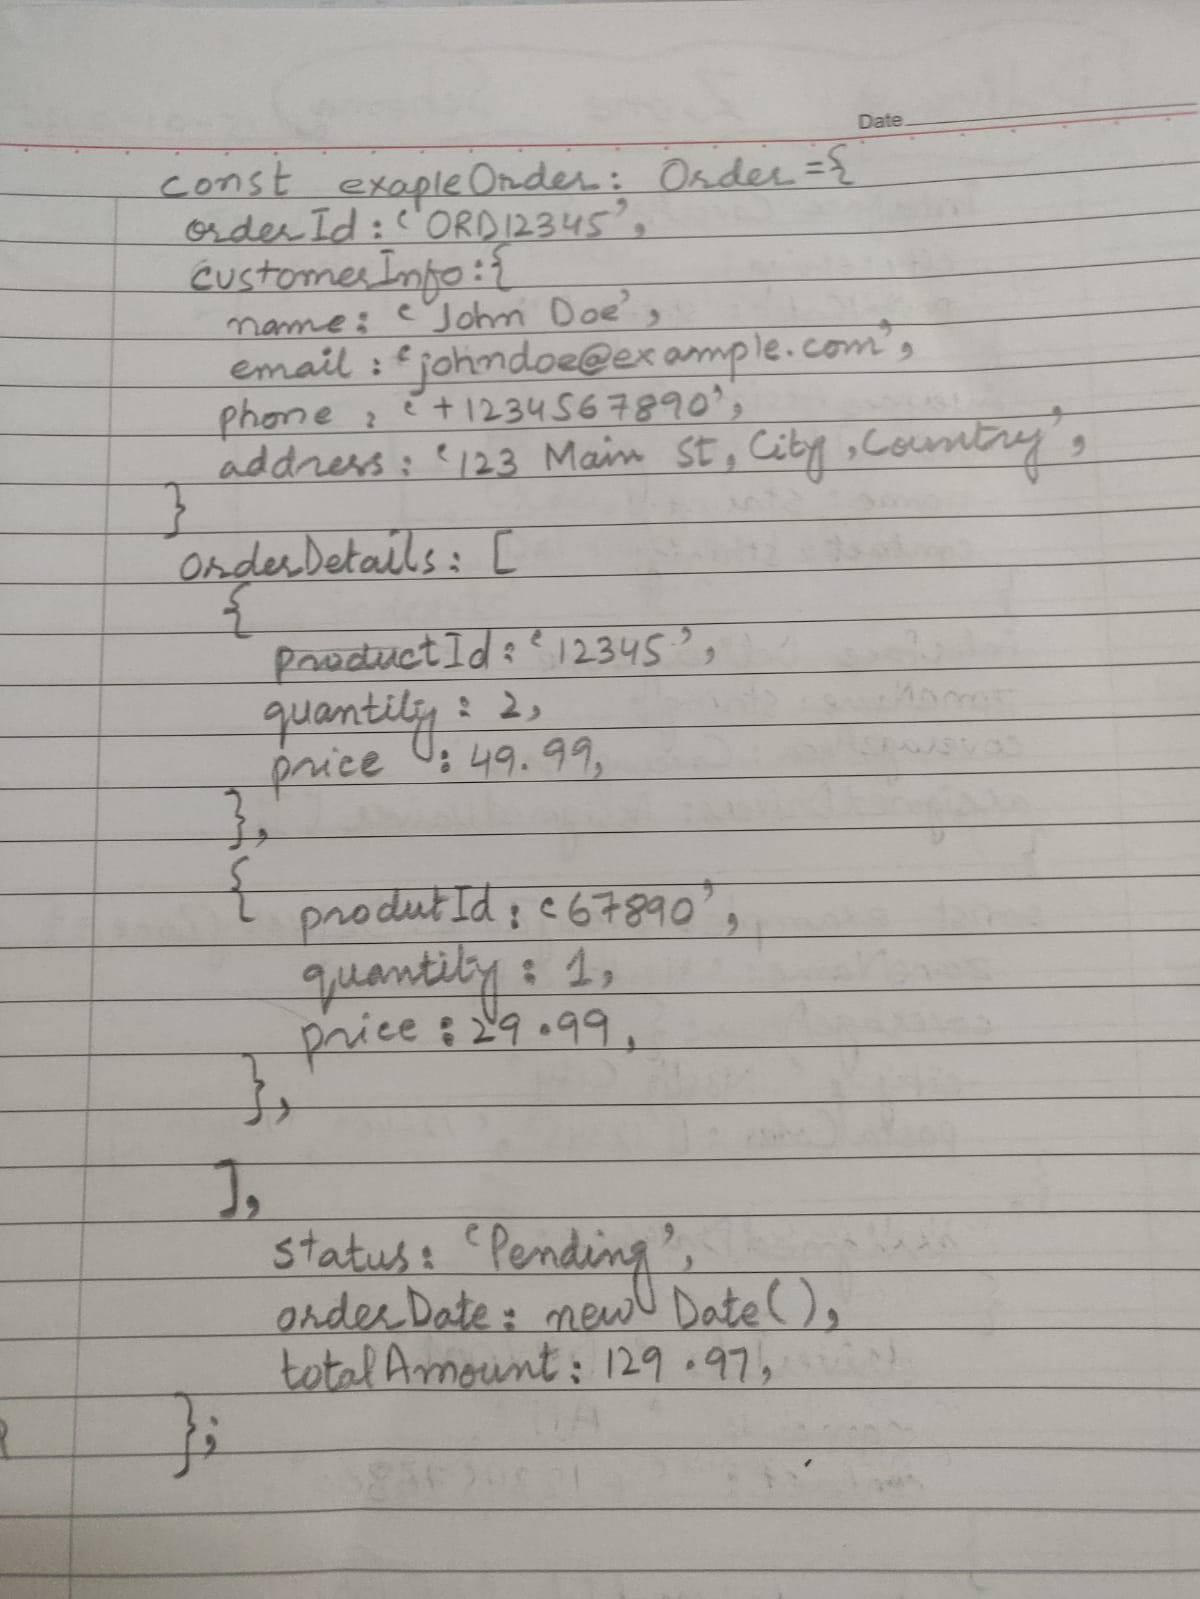 Date
const exapleOrder: Order={
orderId: 'ORD12345',
customerInfo:{
name: 'John Doe',
email: 'johndoe@example.com',
phone : '+1234567890',
address: '123 Main St, City, Country',
}
orderDetails: [
{
productId: '12345',
quantity: 2,
price : 49.99,
},
{ produtId: '67890',
quantity: 1,
price: 29.99,
},
],
status: 'Pending',
orderDate: new Date(),
totalAmount: 129.97,
};